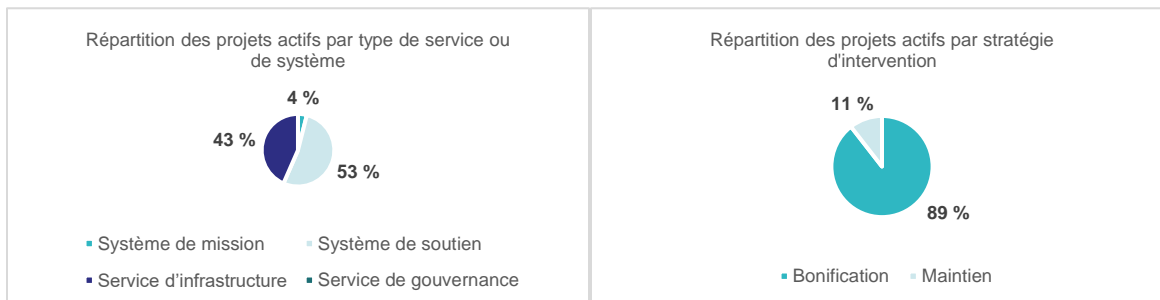 Répartition des projets actifs par type de service ou
de système
4 %
43 %
53 %
Système de mission
Système de soutien
Service d’infrastructure
Service de gouvernance
Répartition des projets actifs par stratégie
d'intervention
11 %
89 %
Bonification
Maintien